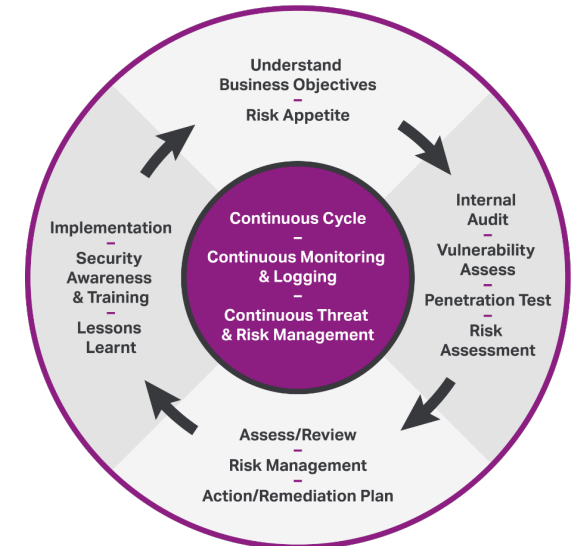 Understand
Business Objectives
–
Risk Appetite
Internal
Audit
–
Vulnerability
Assess
–
Penetration Test
–
Risk
Assessment
Assess/Review
–
Risk Management
–
Action/Remediation Plan
Implementation
–
Security
Awareness
& Training
–
Lessons
Learnt
Continuous Cycle
–
Continuous Monitoring
& Logging
–
Continuous Threat
& Risk Management